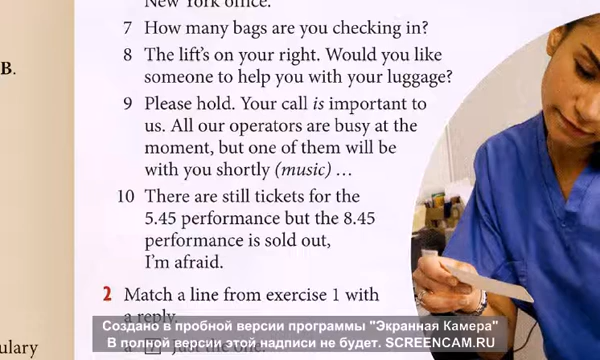 New York office.
7 How many bags are you checking in?
8 The lift's on your right. Would you like
someone to help you with your luggage?
B.
9 Please hold. Your call is important to
us. All our operators are busy at the
moment, but one of them will be
with you shortly (music) …
10 There are still tickets for the
5.45 performance but the 8.45
performance is sold out,
I'm afraid.
2 Match a line from exercise 1 with
a reply.
Создано в пробной версии программы "Экранная Камера"
В полной версии этой надписи не будет. SCREENCAM.RU
ulary
a Just the one.